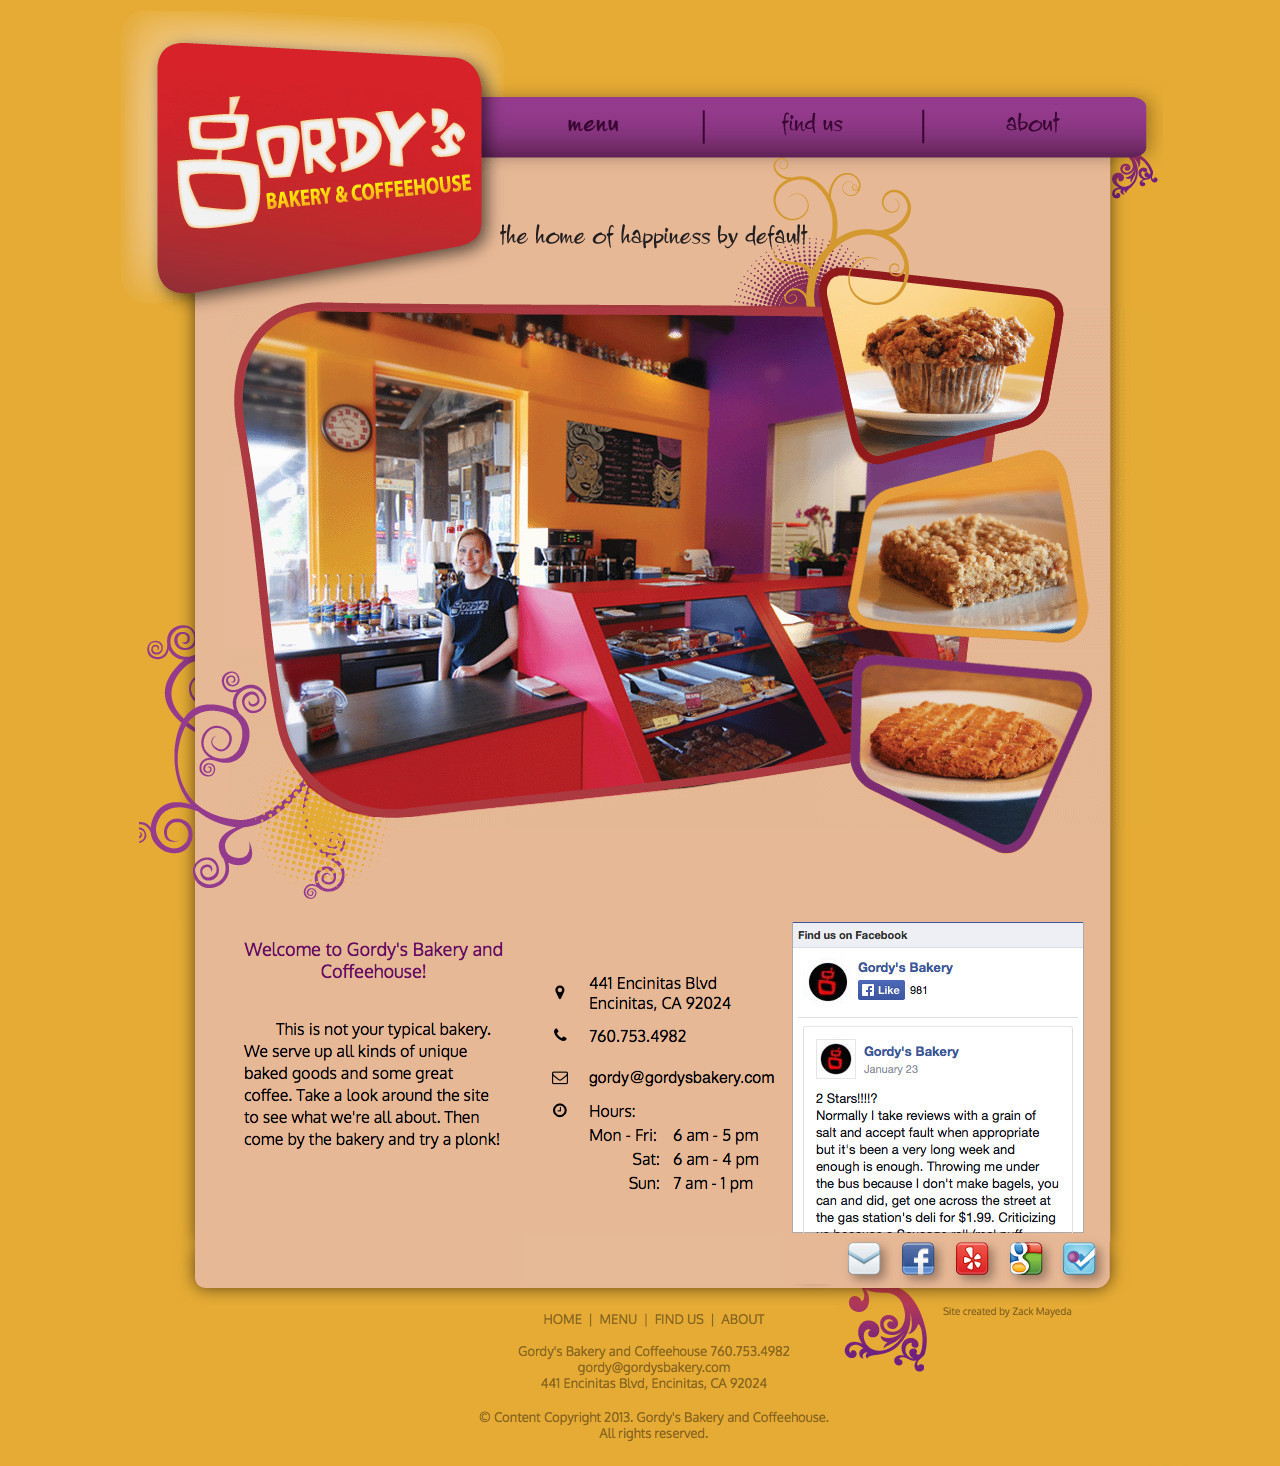 GORDY'S
BAKERY & COFFEEHOUSE
menu
find us
about
the home of happiness by default
GORDY'S
BAKERY
Welcome to Gordy's Bakery and
Coffeehouse!
This is not your typical bakery.
We serve up all kinds of unique
baked goods and some great
coffee. Take a look around the site
to see what we're all about. Then
come by the bakery and try a plonk!
441 Encinitas Blvd
Encinitas, CA 92024
760.753.4982
gordy@gordysbakery.com
Hours:
Mon - Fri: 6 am - 5 pm
Sat: 6 am - 4 pm
Sun: 7 am - 1 pm
Find us on Facebook
Gordy's Bakery
Like 981
Gordy's Bakery
January 23
2 Stars!!!!?
Normally I take reviews with a grain of
salt and accept fault when appropriate
but it's been a very long week and
enough is enough. Throwing me under
the bus because I don't make bagels, you
can and did, get one across the street at
the gas station's deli for $1.99. Criticizing
HOME | MENU | FIND US | ABOUT
Site created by Zack Mayeda
Gordy's Bakery and Coffeehouse 760.753.4982
gordy@gordysbakery.com
441 Encinitas Blvd, Encinitas, CA 92024
© Content Copyright 2013. Gordy's Bakery and Coffeehouse.
All rights reserved.